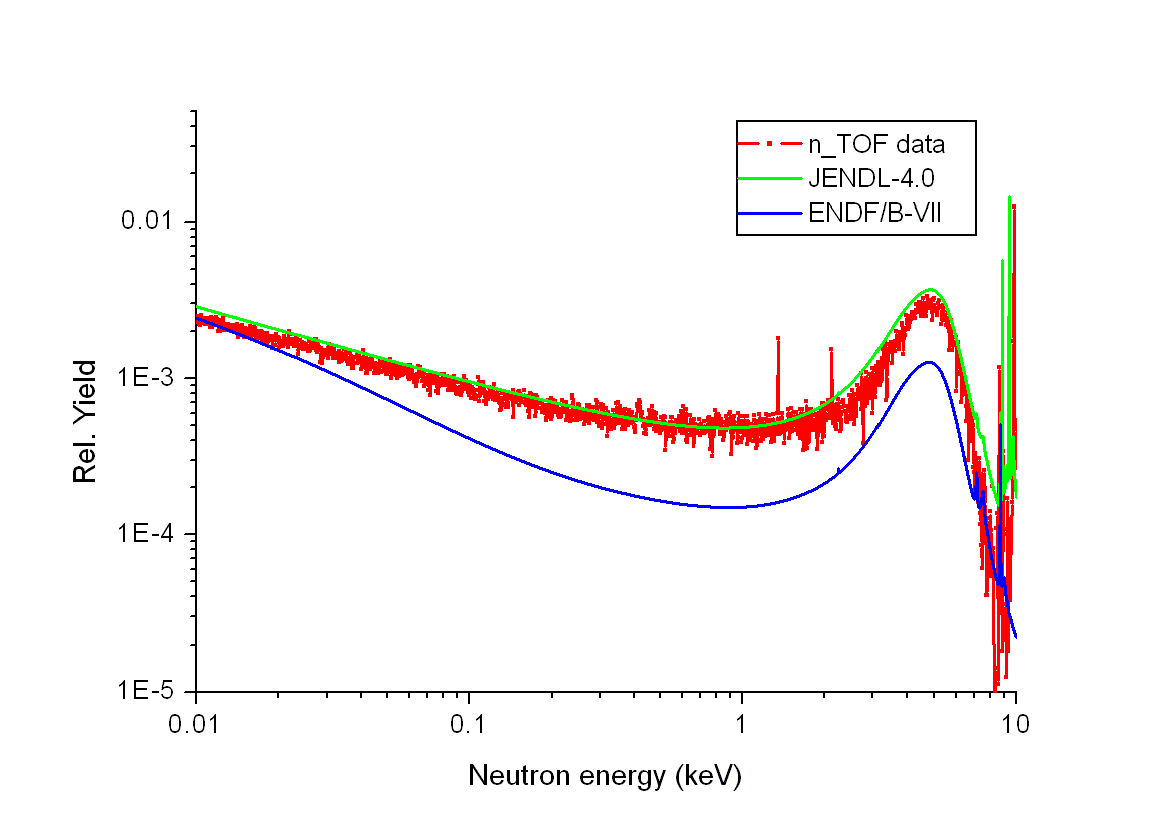 n_TOF data
JENDL-4.0
ENDF/B-VII
0.01
1E-3
1E-4
1E-5
Rel. Yield
0.01
0.1
1
10
Neutron energy (keV)